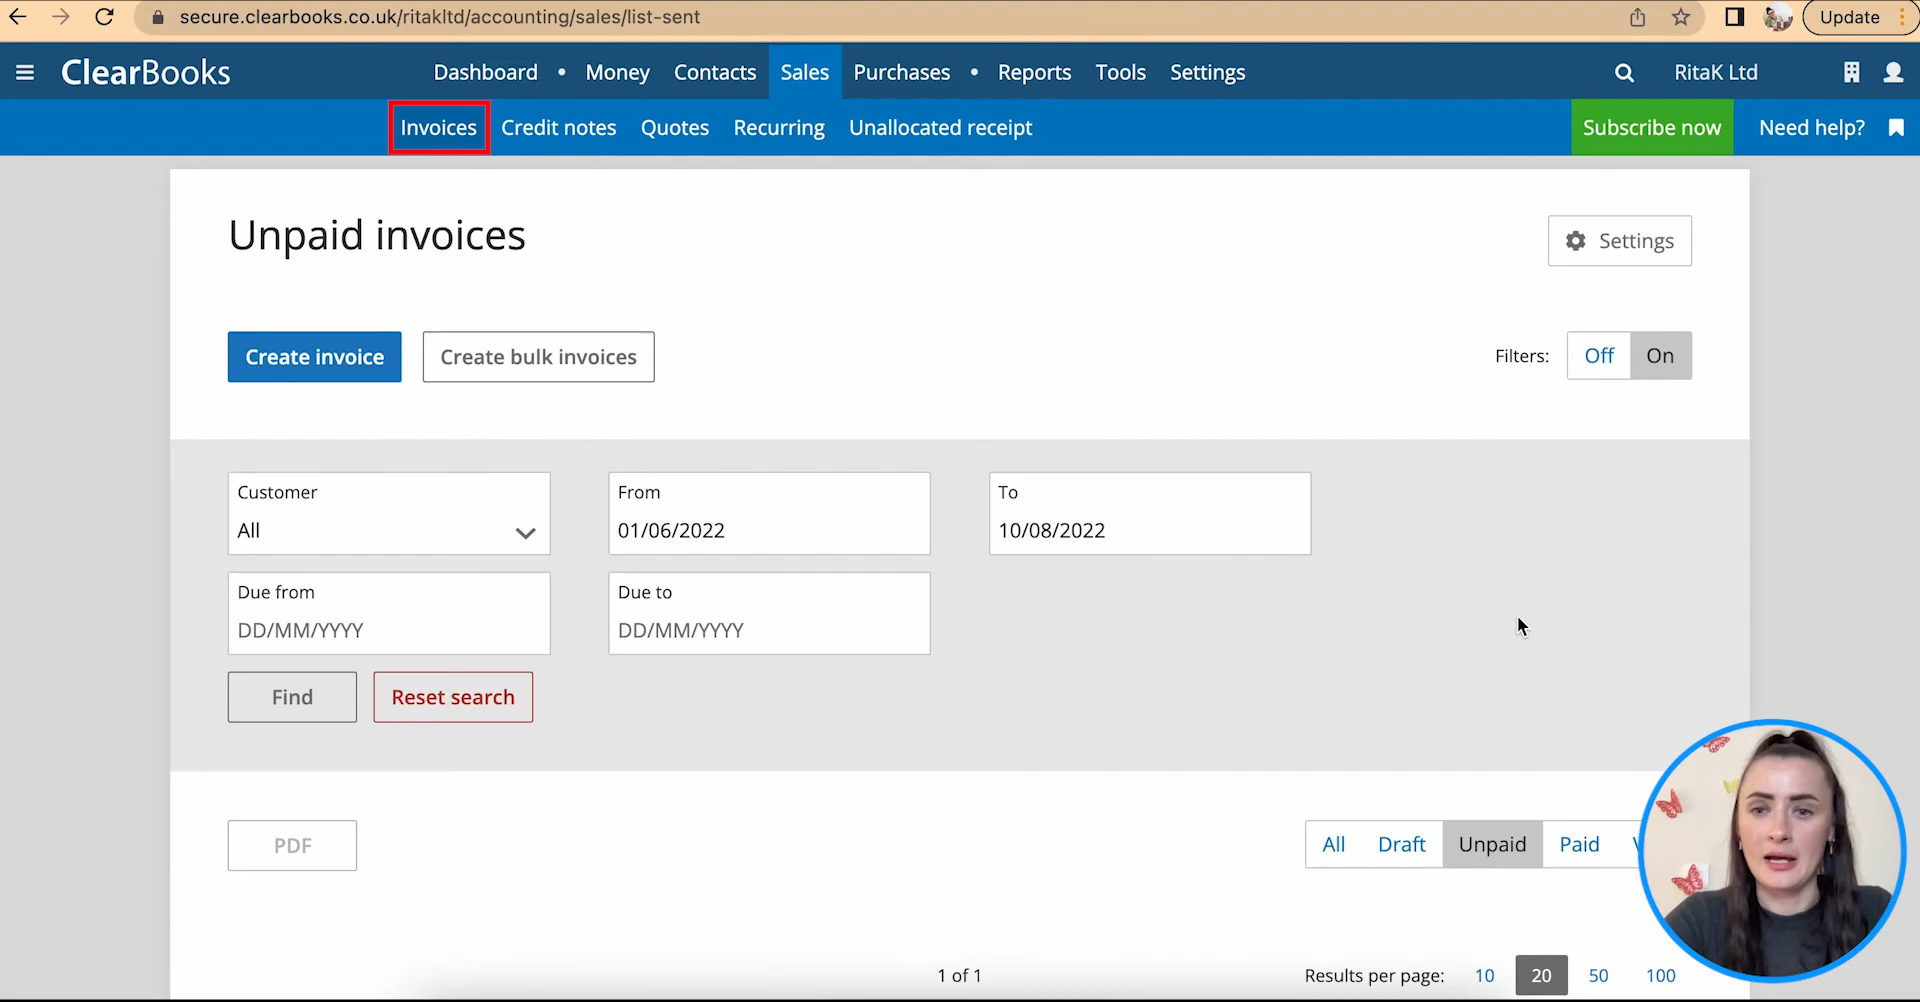 secure.clearbooks.co.uk/ritakltd/accounting/sales/list-sent
Update
ClearBooks
Dashboard • Money Contacts Sales Purchases • Reports Tools Settings
RitaK Ltd
Invoices Credit notes Quotes Recurring Unallocated receipt
Subscribe now
Need help?
Unpaid invoices
Settings
Create invoice
Create bulk invoices
Filters: Off On
Customer
All
From
01/06/2022
To
10/08/2022
Due from
DD/MM/YYYY
Due to
DD/MM/YYYY
Find
Reset search
PDF
All Draft Unpaid Paid
1 of 1
Results per page: 10 20 50 100